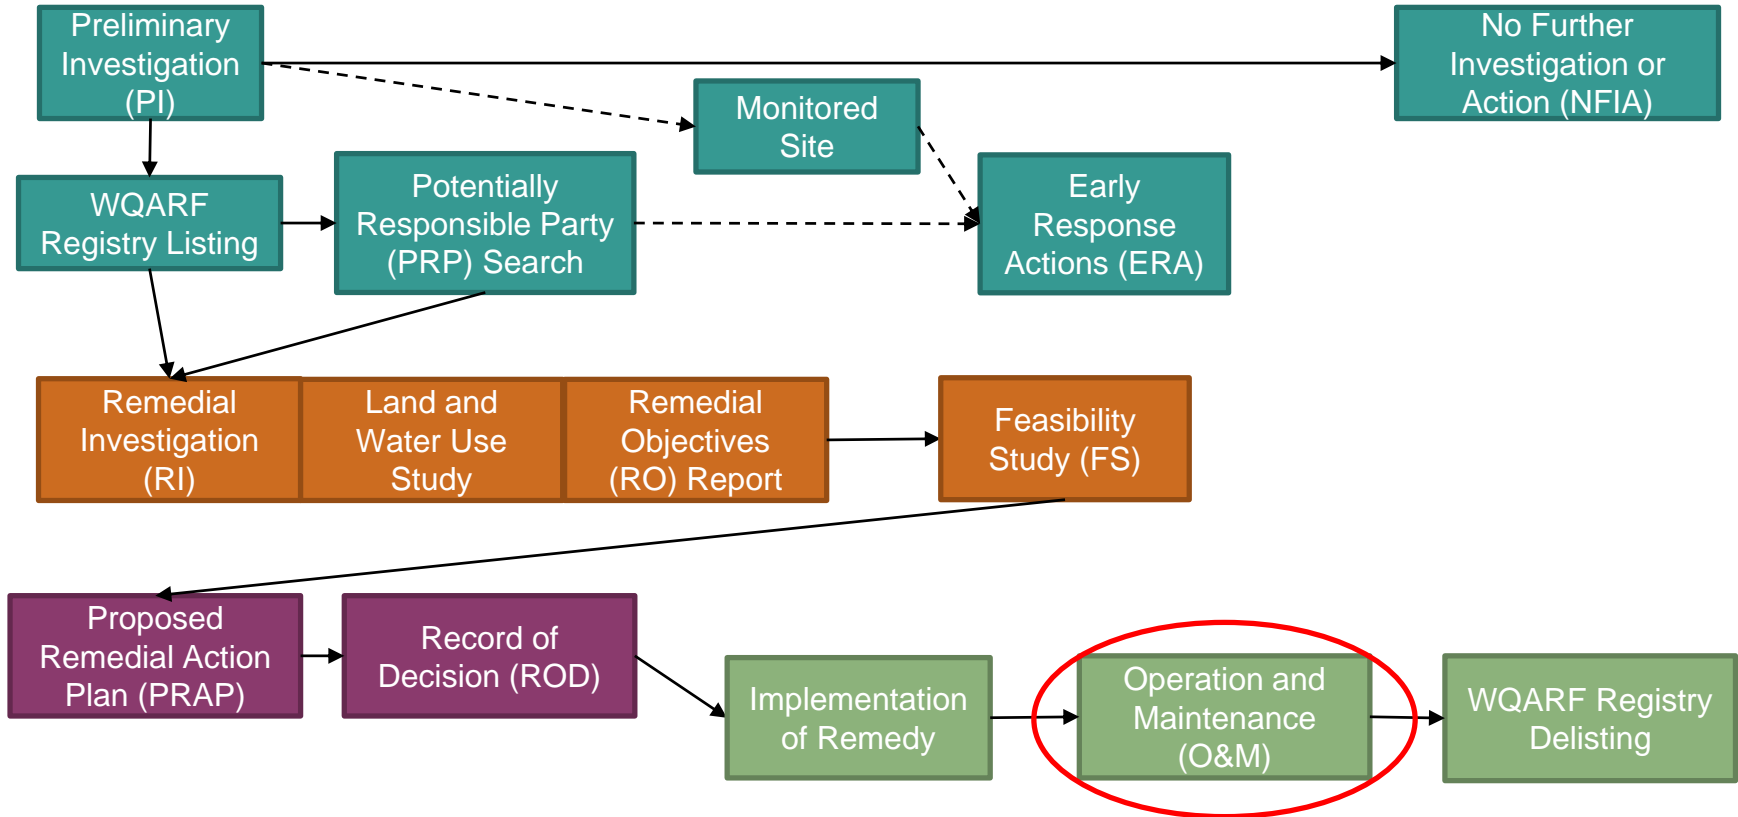 Preliminary
Investigation
(PI)
No Further
Investigation or
Action (NFIA)
Monitored
Site
WQARF
Registry Listing
Potentially
Responsible Party
(PRP) Search
Early
Response
Actions (ERA)
Remedial
Investigation
(RI)
Land and
Water Use
Study
Remedial
Objectives
(RO) Report
Feasibility
Study (FS)
Proposed
Remedial Action
Plan (PRAP)
Record of
Decision (ROD)
Implementation
of Remedy
Operation and
Maintenance
(O&M)
WQARF Registry
Delisting